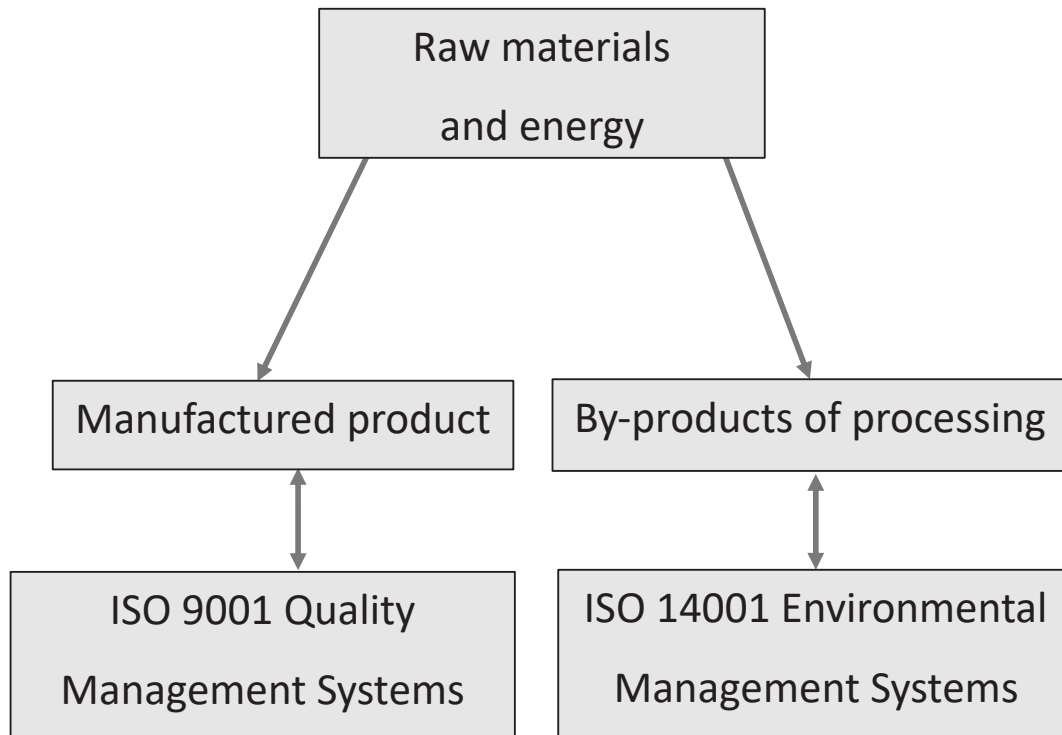 Raw materials
and energy
Manufactured product
By-products of processing
ISO 9001 Quality
Management Systems
ISO 14001 Environmental
Management Systems